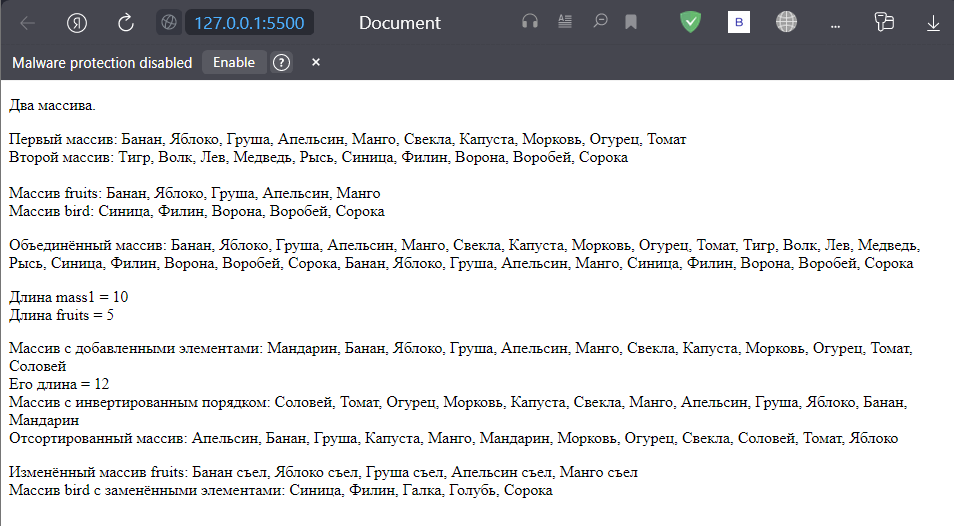 Я
127.0.0.1:5500
Document
B
...
Malware protection disabled
Enable
?
×
Два массива.
Первый массив: Банан, Яблоко, Груша, Апельсин, Манго, Свекла, Капуста, Морковь, Огурец, Томат
Второй массив: Тигр, Волк, Лев, Медведь, Рысь, Синица, Филин, Ворона, Воробей, Сорока
Массив fruits: Банан, Яблоко, Груша, Апельсин, Манго
Массив bird: Синица, Филин, Ворона, Воробей, Сорока
Объединённый массив: Банан, Яблоко, Груша, Апельсин, Манго, Свекла, Капуста, Морковь, Огурец, Томат, Тигр, Волк, Лев, Медведь,
Рысь, Синица, Филин, Ворона, Воробей, Сорока, Банан, Яблоко, Груша, Апельсин, Манго, Синица, Филин, Ворона, Воробей, Сорока
Длина mass1 = 10
Длина fruits = 5
Массив с добавленными элементами: Мандарин, Банан, Яблоко, Груша, Апельсин, Манго, Свекла, Капуста, Морковь, Огурец, Томат,
Соловей
Его длина = 12
Массив с инвертированным порядком: Соловей, Томат, Огурец, Морковь, Капуста, Свекла, Манго, Апельсин, Груша, Яблоко, Банан,
Мандарин
Отсортированный массив: Апельсин, Банан, Груша, Капуста, Манго, Мандарин, Морковь, Огурец, Свекла, Соловей, Томат, Яблоко
Изменённый массив fruits: Банан съел, Яблоко съел, Груша съел, Апельсин съел, Манго съел
Массив bird с заменёнными элементами: Синица, Филин, Галка, Голубь, Сорока